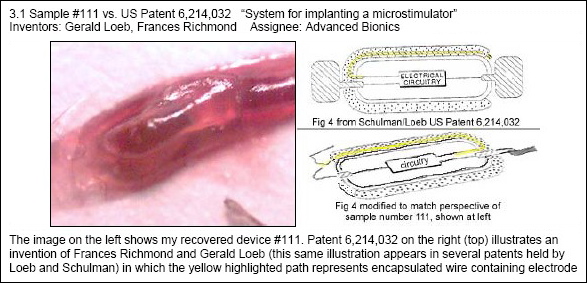 3.1 Sample #111 vs. US Patent 6,214,032 “System for implanting a microstimulator”
Inventors: Gerald Loeb, Frances Richmond Assignee: Advanced Bionics
ELECTRICAL
CIRCUITRY
Fig 4 from Schulman/Loeb US Patent 6,214,032
circuitry
Fig 4 modified to match perspective of
sample number 111, shown at left
The image on the left shows my recovered device #111. Patent 6,214,032 on the right (top) illustrates an
invention of Frances Richmond and Gerald Loeb (this same illustration appears in several patents held by
Loeb and Schulman) in which the yellow highlighted path represents encapsulated wire containing electrode